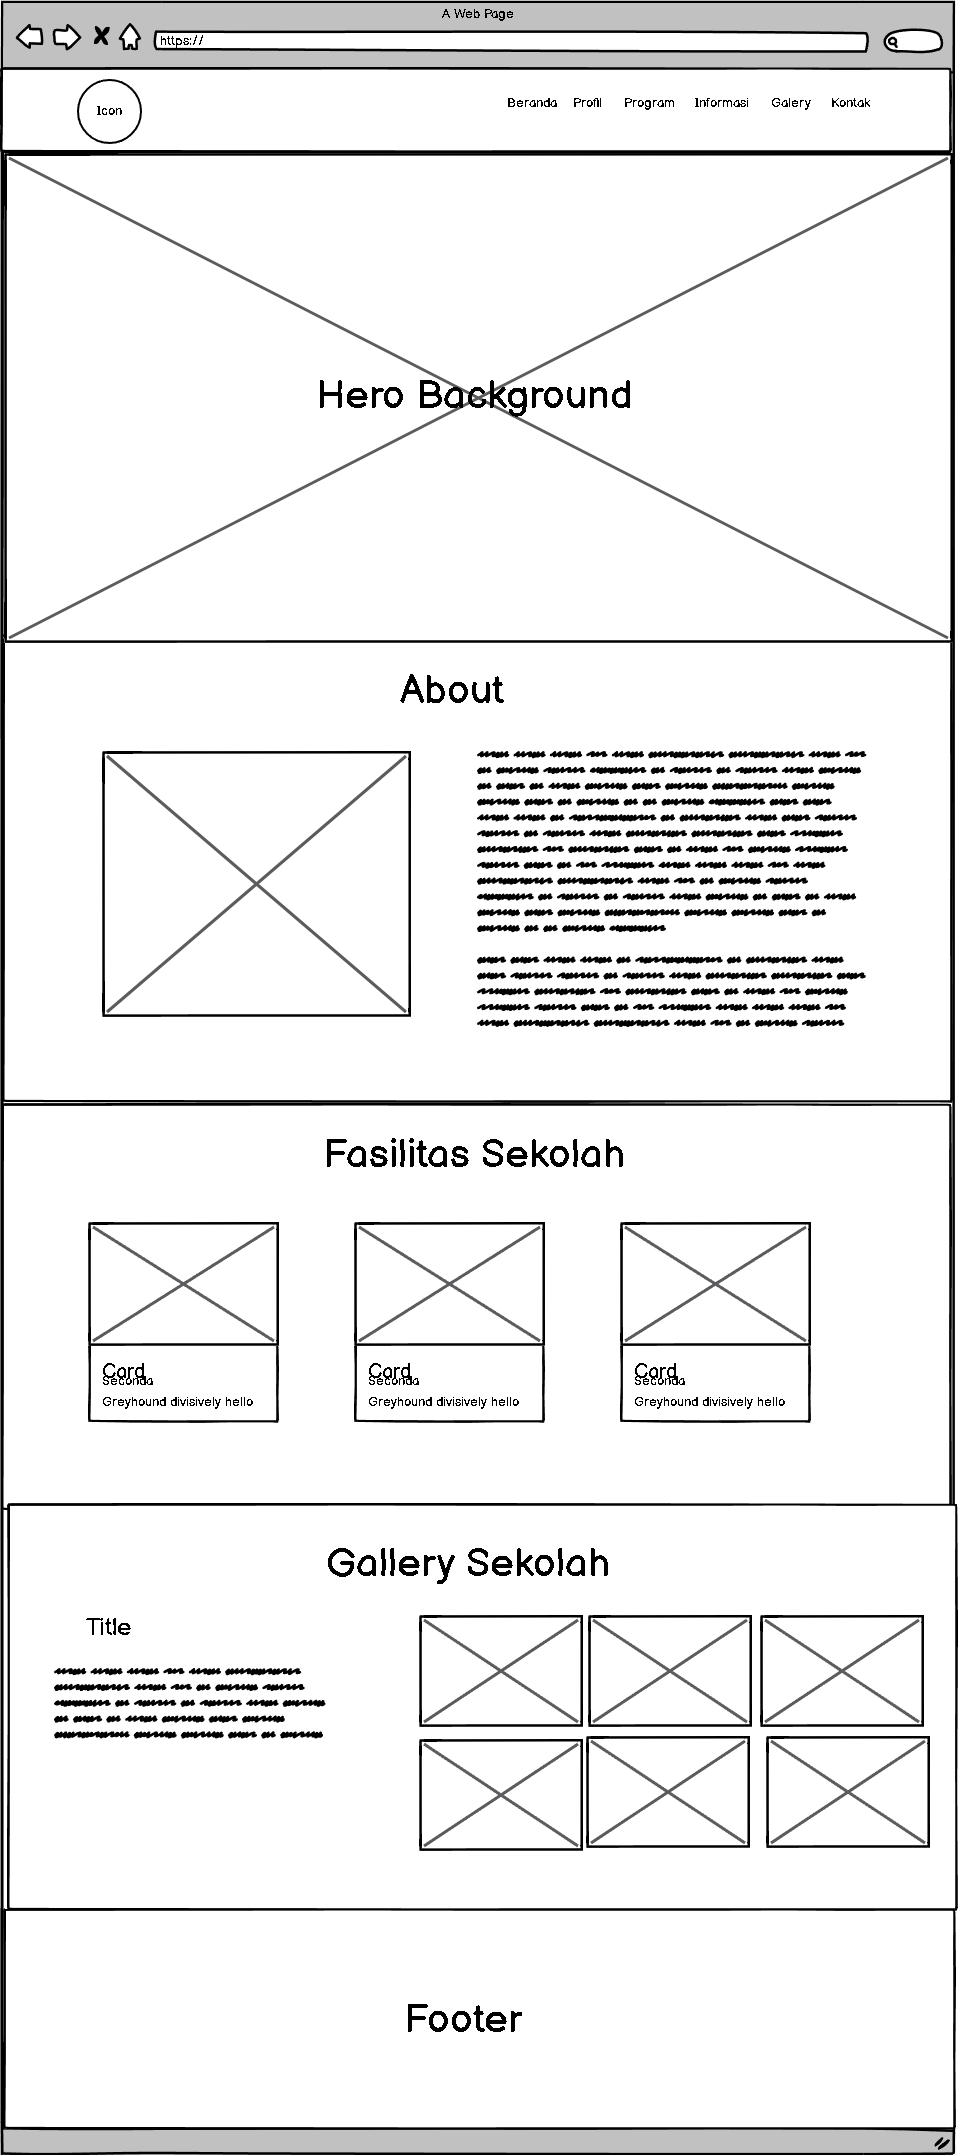 A Web Page
https://
Icon
Beranda Profil Program Informasi Galery Kontak
Hero Background
About
Fasilitas Sekolah
Card
Seconda
Greyhound divisively hello
Card
Seconda
Greyhound divisively hello
Card
Seconda
Greyhound divisively hello
Gallery Sekolah
Title
Footer